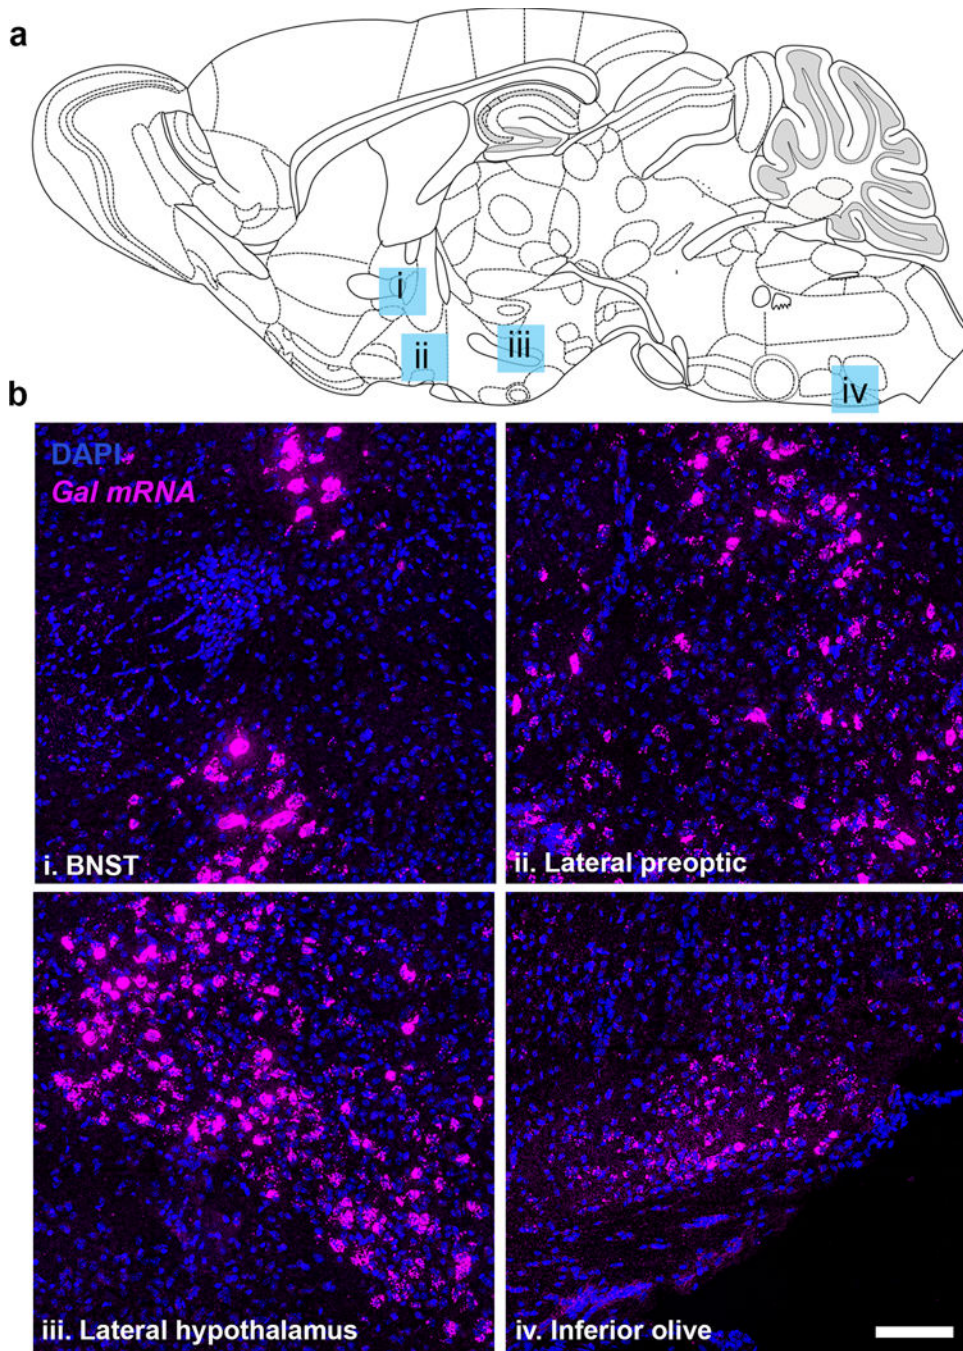 a
i
ii
iii
iv
b
DAPI
Gal mRNA
i. BNST
ii. Lateral preoptic
iii. Lateral hypothalamus
iv. Inferior olive